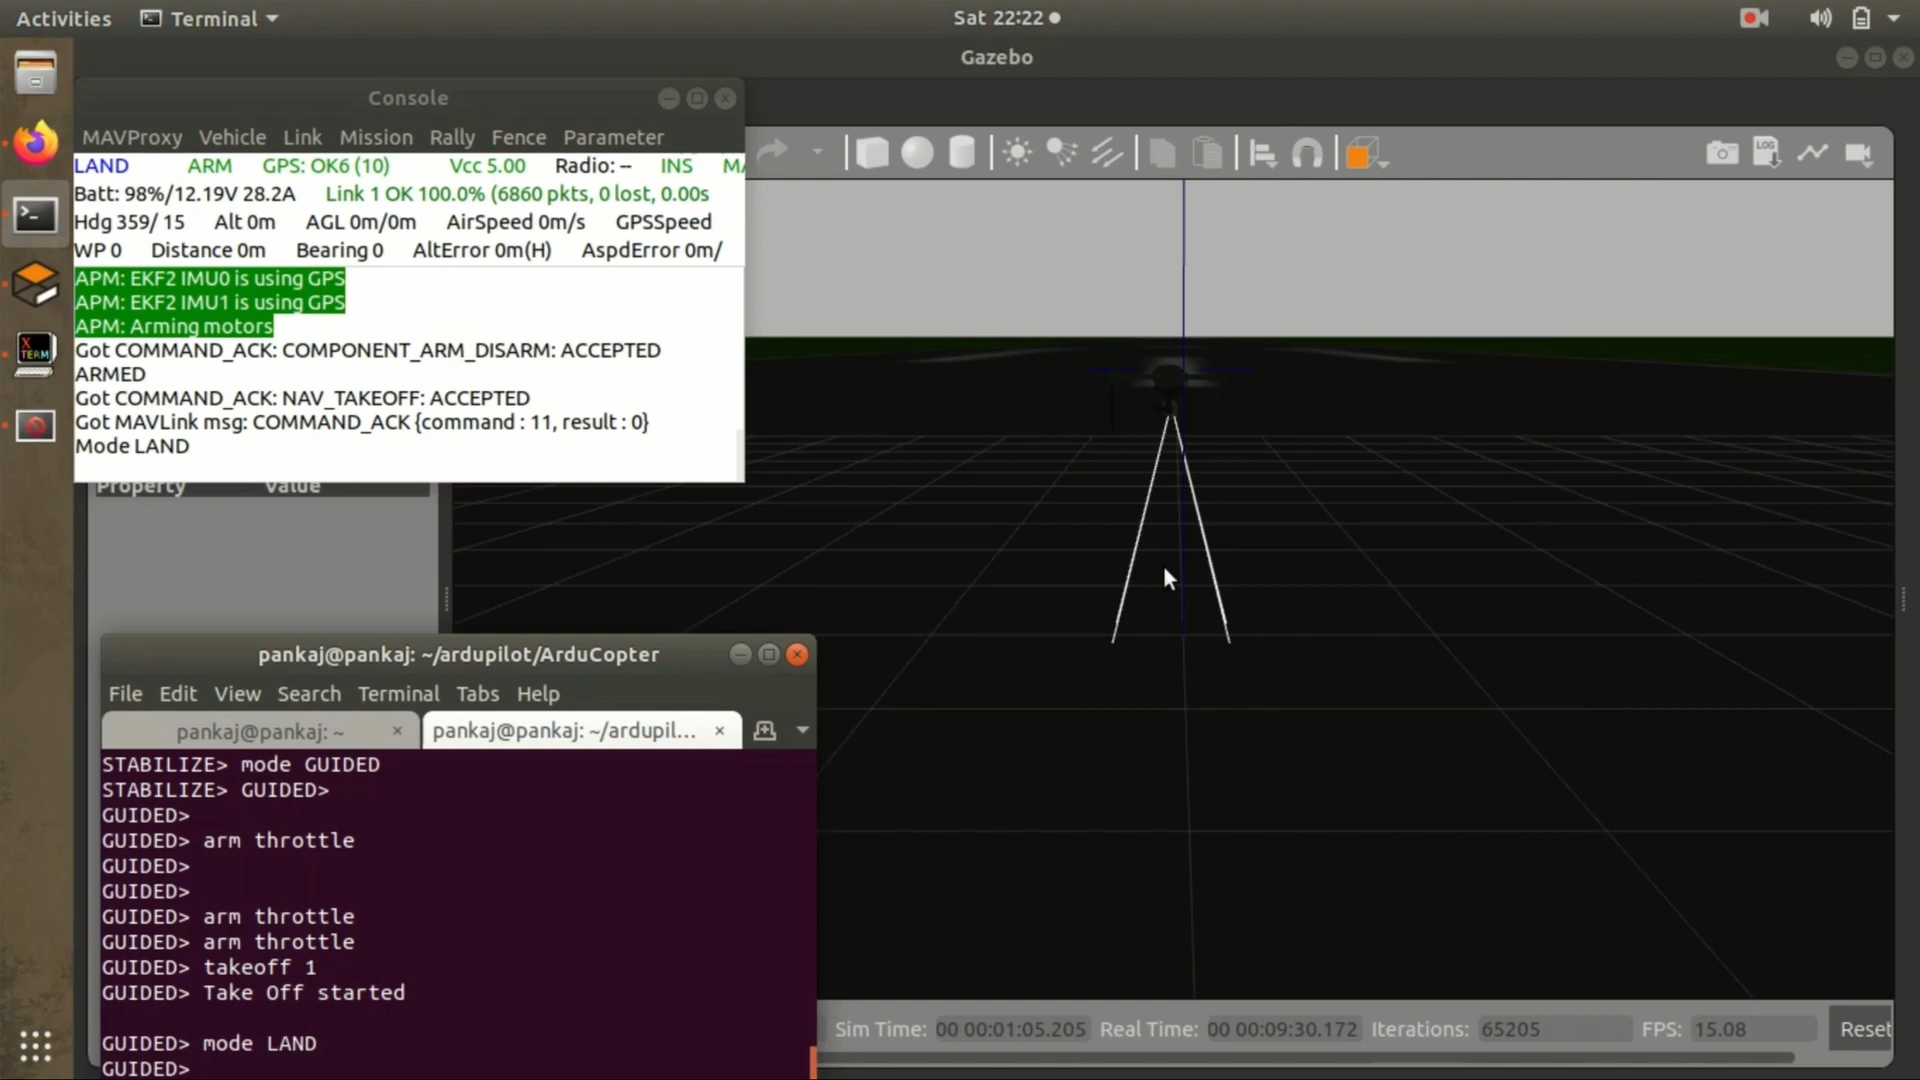 Activities Terminal Sat 22:22
Gazebo
Console
MAVProxy Vehicle Link Mission Rally Fence Parameter
LAND ARM GPS: OK6 (10) Vcc 5.00 Radio: -- INS
Batt: 98%/12.19V 28.2A Link 1 OK 100.0% (6860 pkts, 0 lost, 0.00s
Hdg 359/ 15 Alt 0m AGL 0m/0m AirSpeed 0m/s GPSSpeed
WP 0 Distance 0m Bearing 0 AltError 0m(H) AspdError 0m/
APM: EKF2 IMU0 is using GPS
APM: EKF2 IMU1 is using GPS
APM: Arming motors
Got COMMAND_ACK: COMPONENT_ARM_DISARM: ACCEPTED
ARMED
Got COMMAND_ACK: NAV_TAKEOFF: ACCEPTED
Got MAVLink msg: COMMAND_ACK {command : 11, result : 0}
Mode LAND
Property Value
LOG
X TERM
pankaj@pankaj: ~/ardupilot/ArduCopter
File Edit View Search Terminal Tabs Help
pankaj@pankaj: ~ pankaj@pankaj: ~/ardupil...
STABILIZE> mode GUIDED
STABILIZE> GUIDED>
GUIDED>
GUIDED> arm throttle
GUIDED>
GUIDED>
GUIDED> arm throttle
GUIDED> arm throttle
GUIDED> takeoff 1
GUIDED> Take Off started
GUIDED> mode LAND
GUIDED>
Sim Time: 00 00:01:05.205 Real Time: 00 00:09:30.172 Iterations: 65205 FPS: 15.08 Reset